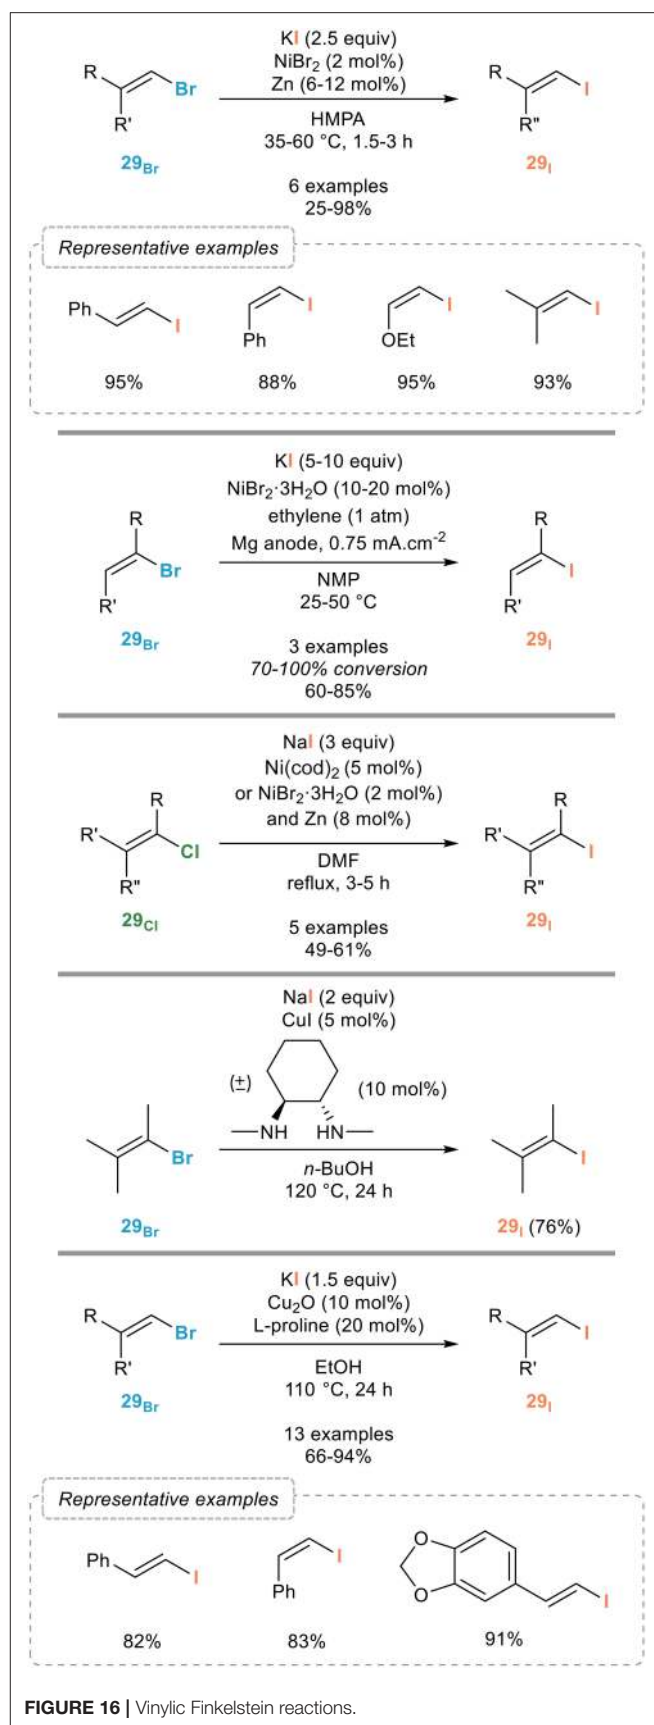 KI (2.5 equiv)
NiBr2 (2 mol%)
Zn (6-12 mol%)
R
Br
R'
HMPA
35-60 °C, 1.5-3 h
R
I
R"
29Br
29I
6 examples
25-98%
Representative examples
Ph
I
95%
I
Ph
88%
I
OEt
95%
I
93%
KI (5-10 equiv)
NiBr2·3H2O (10-20 mol%)
ethylene (1 atm)
Mg anode, 0.75 mA.cm-2
R
Br
R'
NMP
25-50 °C
R
I
R'
29Br
29I
3 examples
70-100% conversion
60-85%
NaI (3 equiv)
Ni(cod)2 (5 mol%)
or NiBr2·3H2O (2 mol%)
and Zn (8 mol%)
R
R'
Cl
R"
DMF
reflux, 3-5 h
R
R'
I
R"
29Cl
29I
5 examples
49-61%
NaI (2 equiv)
CuI (5 mol%)
(±)
(10 mol%)
NH HN
Br
n-BuOH
120 °C, 24 h
I
29Br
29I (76%)
KI (1.5 equiv)
Cu2O (10 mol%)
L-proline (20 mol%)
R
Br
R'
EtOH
110 °C, 24 h
R
I
R'
29Br
29I
13 examples
66-94%
Representative examples
Ph
I
82%
I
Ph
83%
O
O
I
91%
FIGURE 16 | Vinylic Finkelstein reactions.